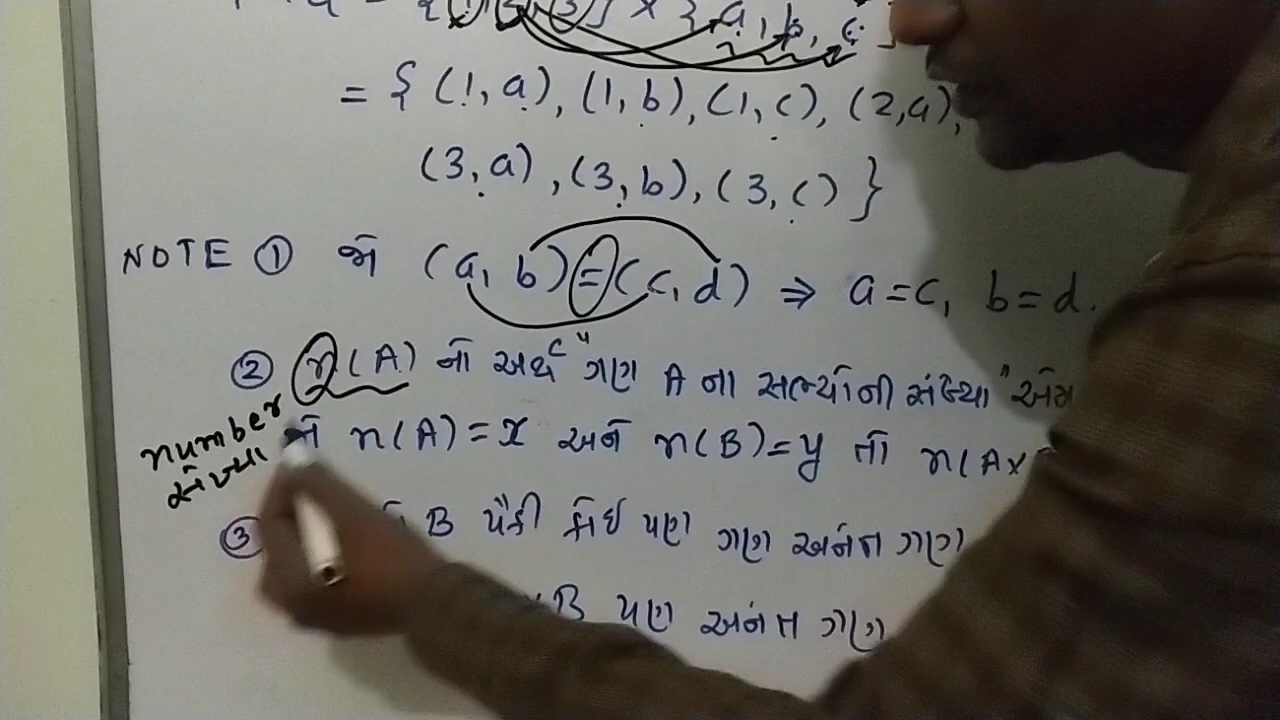 = { (1, a), (1, b), (1, c), (2, a),
(3, a), (3, b), (3, c) }
NOTE ① જો (a, b) = (c, d) ⇒ a = c, b = d.
② n(A) નો અર્થ "ગણ A ના સભ્યોની સંખ્યા"
number
સંખ્યા
જો n(A) = x અને n(B) = y તો n(A×
③ B પૈકી કોઇ પણ ગણ અનંત ગણ
B પણ અનંત ગણ